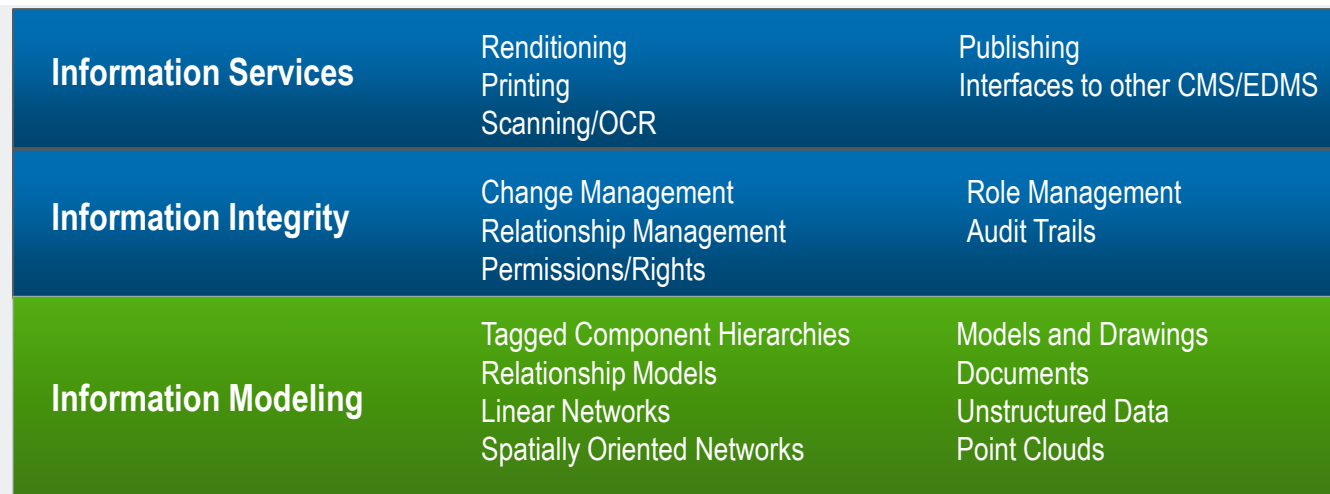 Information Services
Renditioning
Printing
Scanning/OCR
Publishing
Interfaces to other CMS/EDMS
Information Integrity
Change Management
Relationship Management
Permissions/Rights
Role Management
Audit Trails
Information Modeling
Tagged Component Hierarchies
Relationship Models
Linear Networks
Spatially Oriented Networks
Models and Drawings
Documents
Unstructured Data
Point Clouds